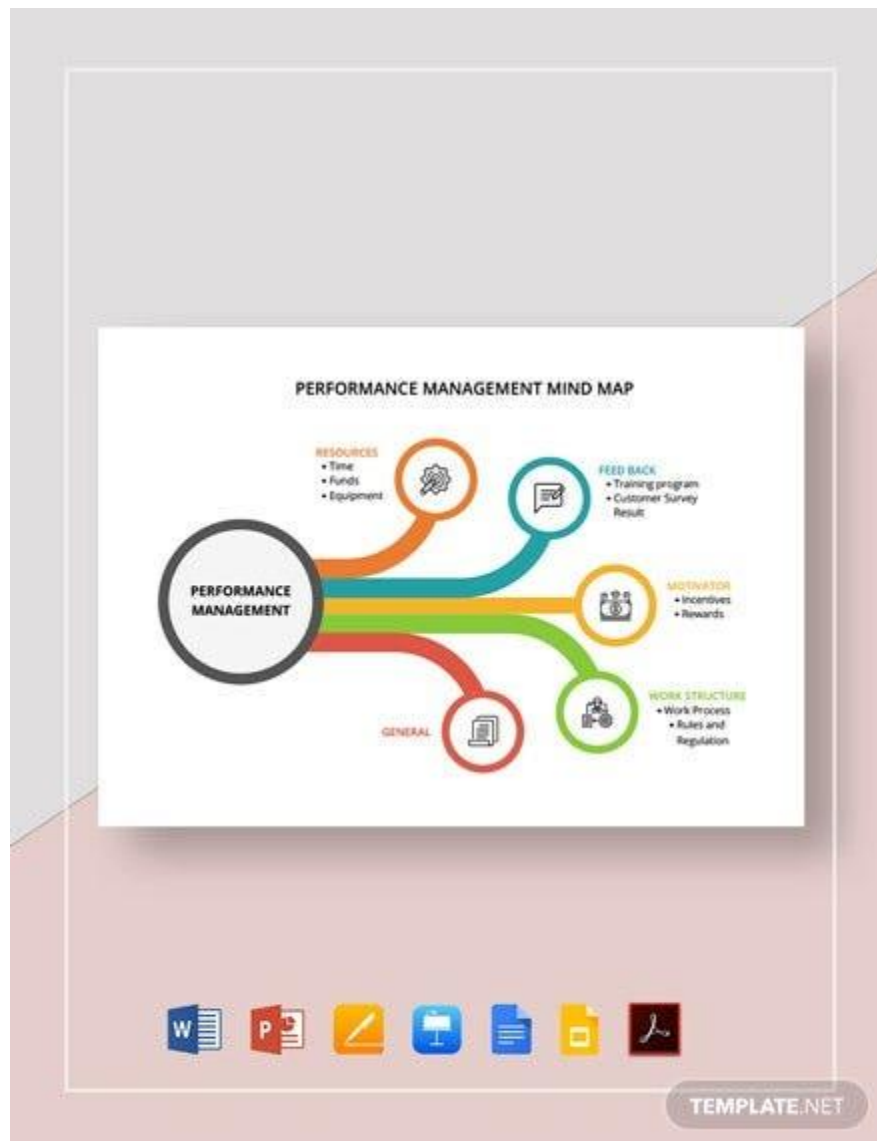 PERFORMANCE MANAGEMENT MIND MAP
RESOURCES
• Time
• Funds
• Equipment
FEED BACK
• Training program
• Customer Survey
Result
PERFORMANCE
MANAGEMENT
MOTIVATOR
• Incentives
• Rewards
WORK STRUCTURE
• Work Process
• Rules and
Regulation
GENERAL
W
P
TEMPLATE.NET